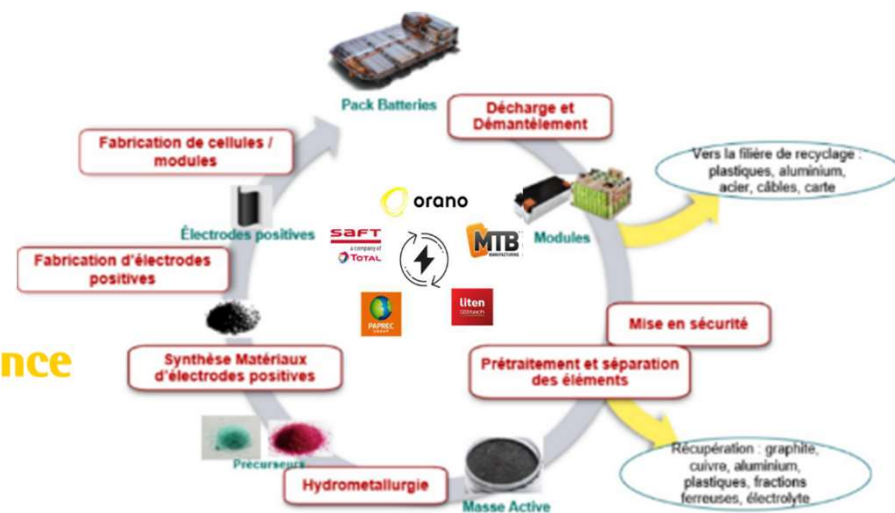 Pack Batteries
Décharge et
Démantèlement
Fabrication de cellules /
modules
Vers la filière de recyclage :
plastiques, aluminium,
acier, câbles, carte
orano
Électrodes positives
SAFT
a company of
TOTAL
MTB
MANUFACTURING
Modules
Fabrication d'électrodes
positives
PAPREC
GROUP
liten
Mise en sécurité
nce
Synthèse Matériaux
d'électrodes positives
Prétraitement et séparation
des éléments
Précurseurs
Récupération : graphite,
cuivre, aluminium,
plastiques, fractions
ferreuses, électrolyte
Hydrometallurgie
Masse Active